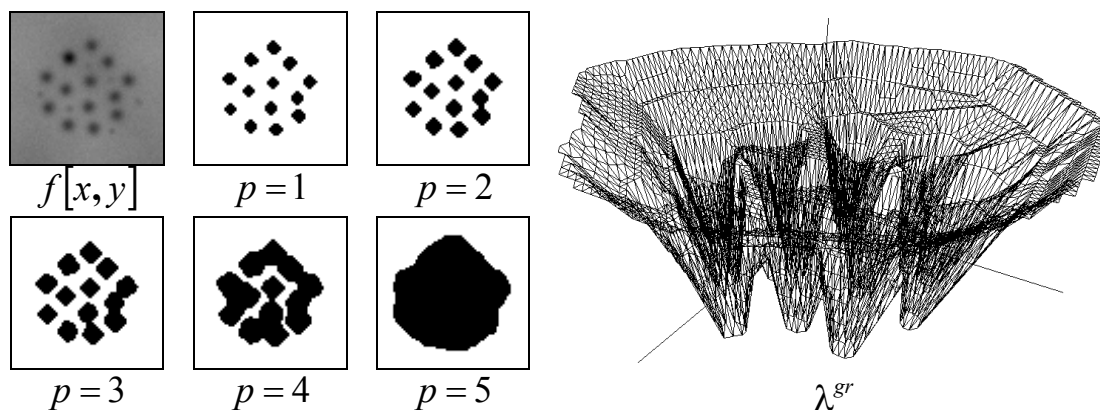 f[x, y]
p = 1
p = 2
p = 3
p = 4
p = 5
λ^gr